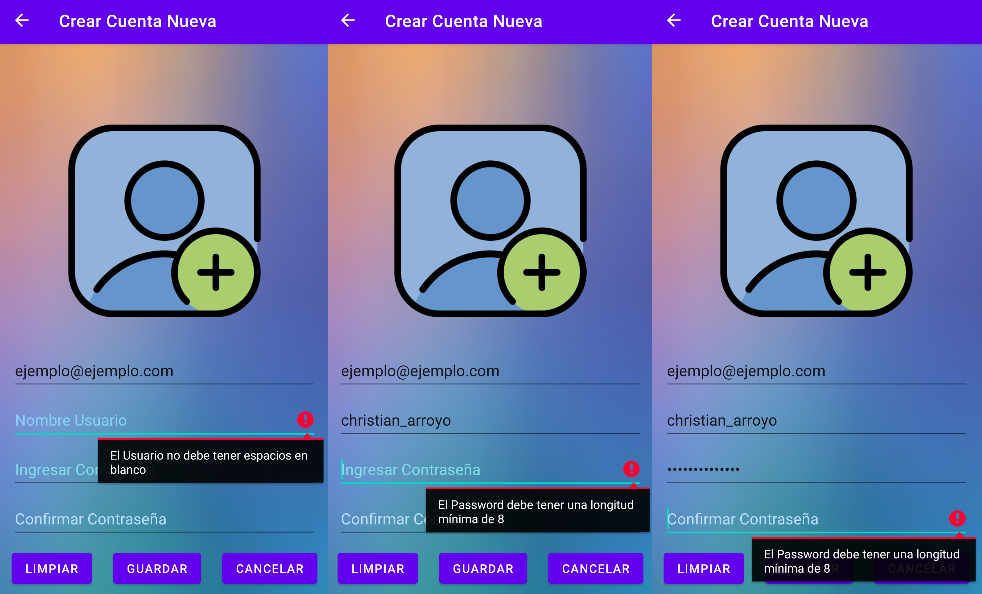 Crear Cuenta Nueva
ejemplo@ejemplo.com
Nombre Usuario
El Usuario no debe tener espacios en
blanco
Ingresar Con
Confirmar Contraseña
LIMPIAR
GUARDAR
CANCELAR
Crear Cuenta Nueva
ejemplo@ejemplo.com
christian_arroyo
Ingresar Contraseña
El Password debe tener una longitud
mínima de 8
Confirmar C
LIMPIAR
GUARDAR
CANCELAR
Crear Cuenta Nueva
ejemplo@ejemplo.com
christian_arroyo
••••••••••••••
Confirmar Contraseña
El Password debe tener una longitud
mínima de 8
LIMPIAR
CANCELAR